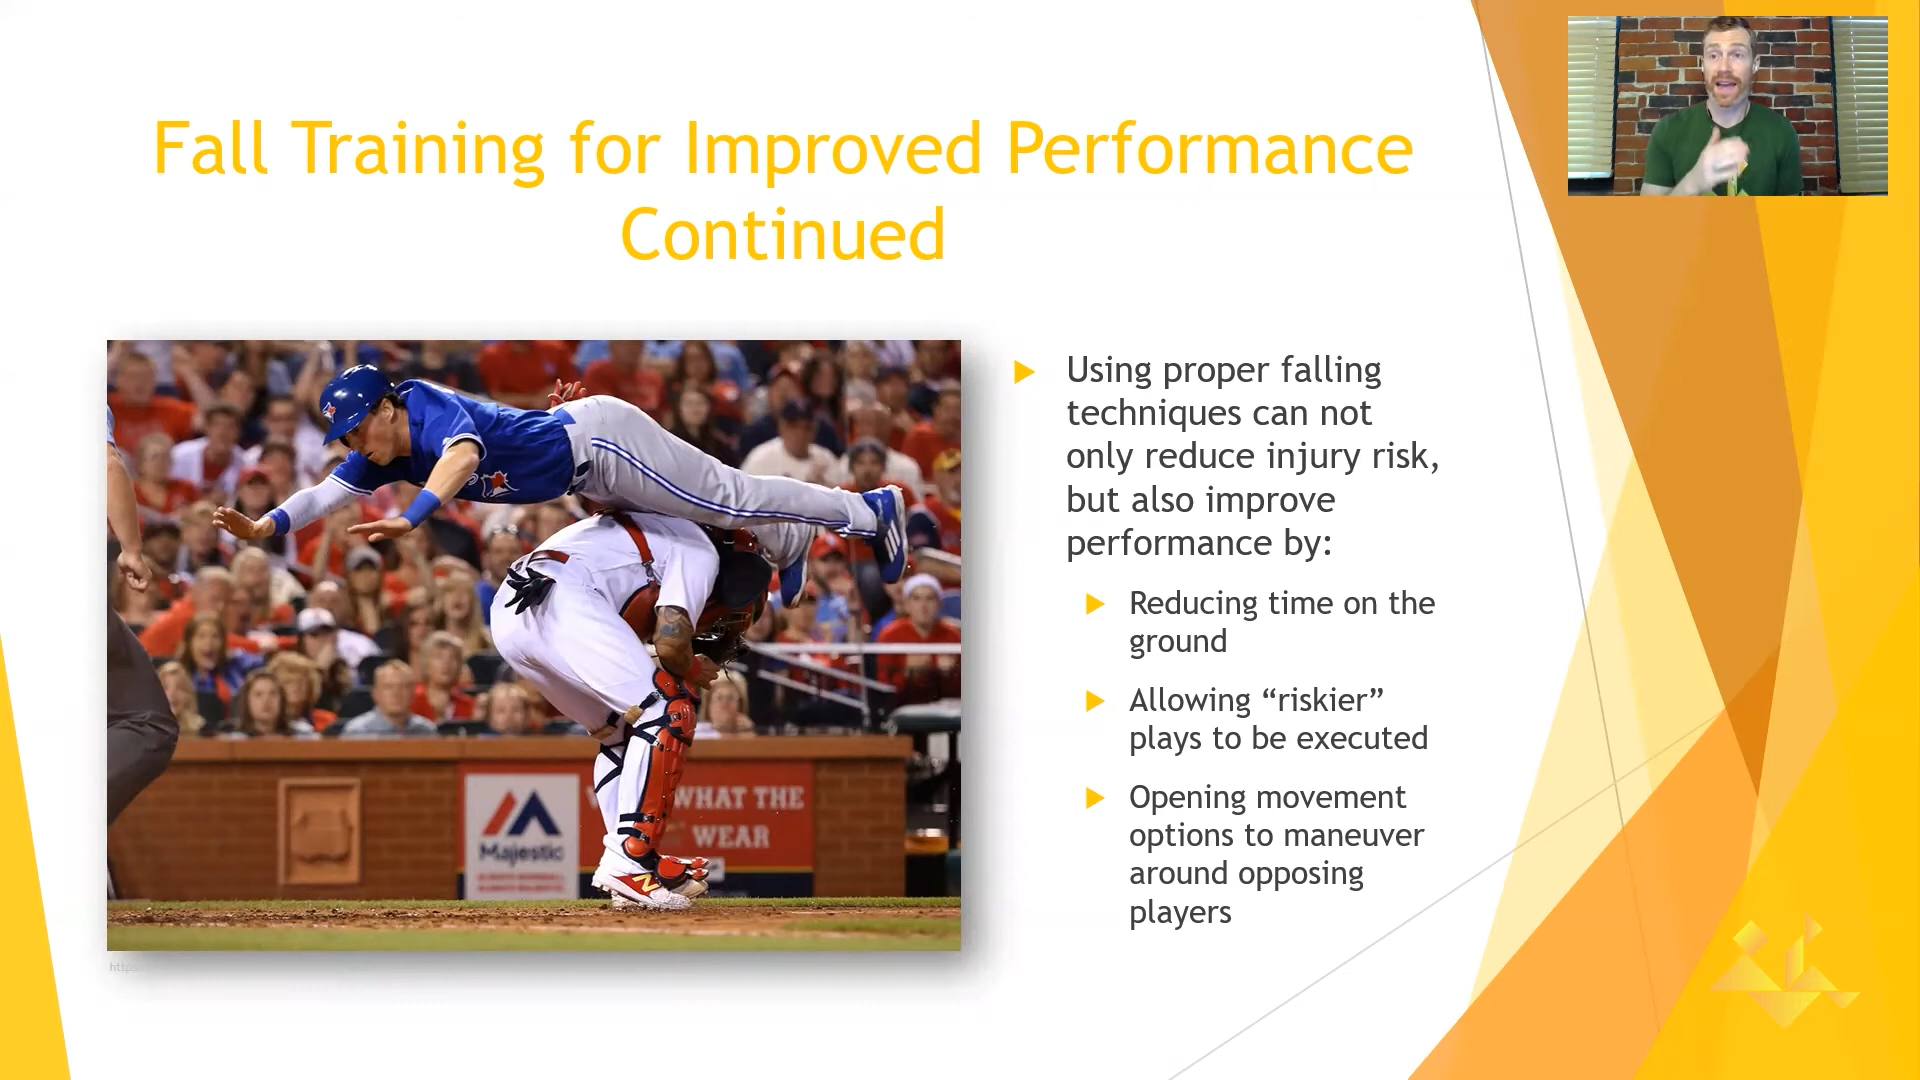 Fall Training for Improved Performance
Continued
Using proper falling
techniques can not
only reduce injury risk,
but also improve
performance by:
Reducing time on the
ground
Allowing “riskier”
plays to be executed
Opening movement
options to maneuver
around opposing
players
WHAT THE
WEAR
Majestic
https